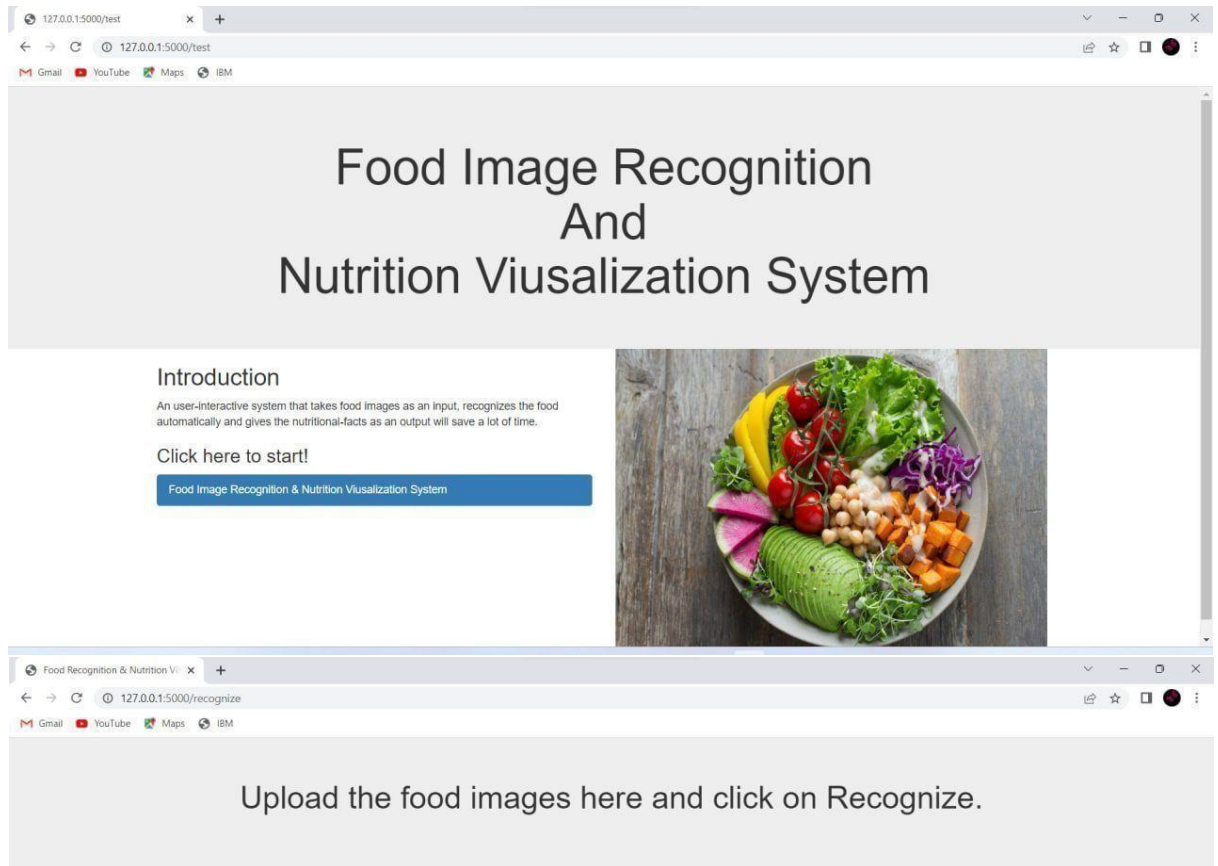 127.0.0.1:5000/test
127.0.0.1:5000/test
Gmail YouTube Maps IBM
Food Image Recognition
And
Nutrition Viusalization System
Introduction
An user-interactive system that takes food images as an input, recognizes the food
automatically and gives the nutritional-facts as an output will save a lot of time.
Click here to start!
Food Image Recognition & Nutrition Viusalization System
Food Recognition & Nutrition Vi
127.0.0.1:5000/recognize
Gmail YouTube Maps IBM
Upload the food images here and click on Recognize.